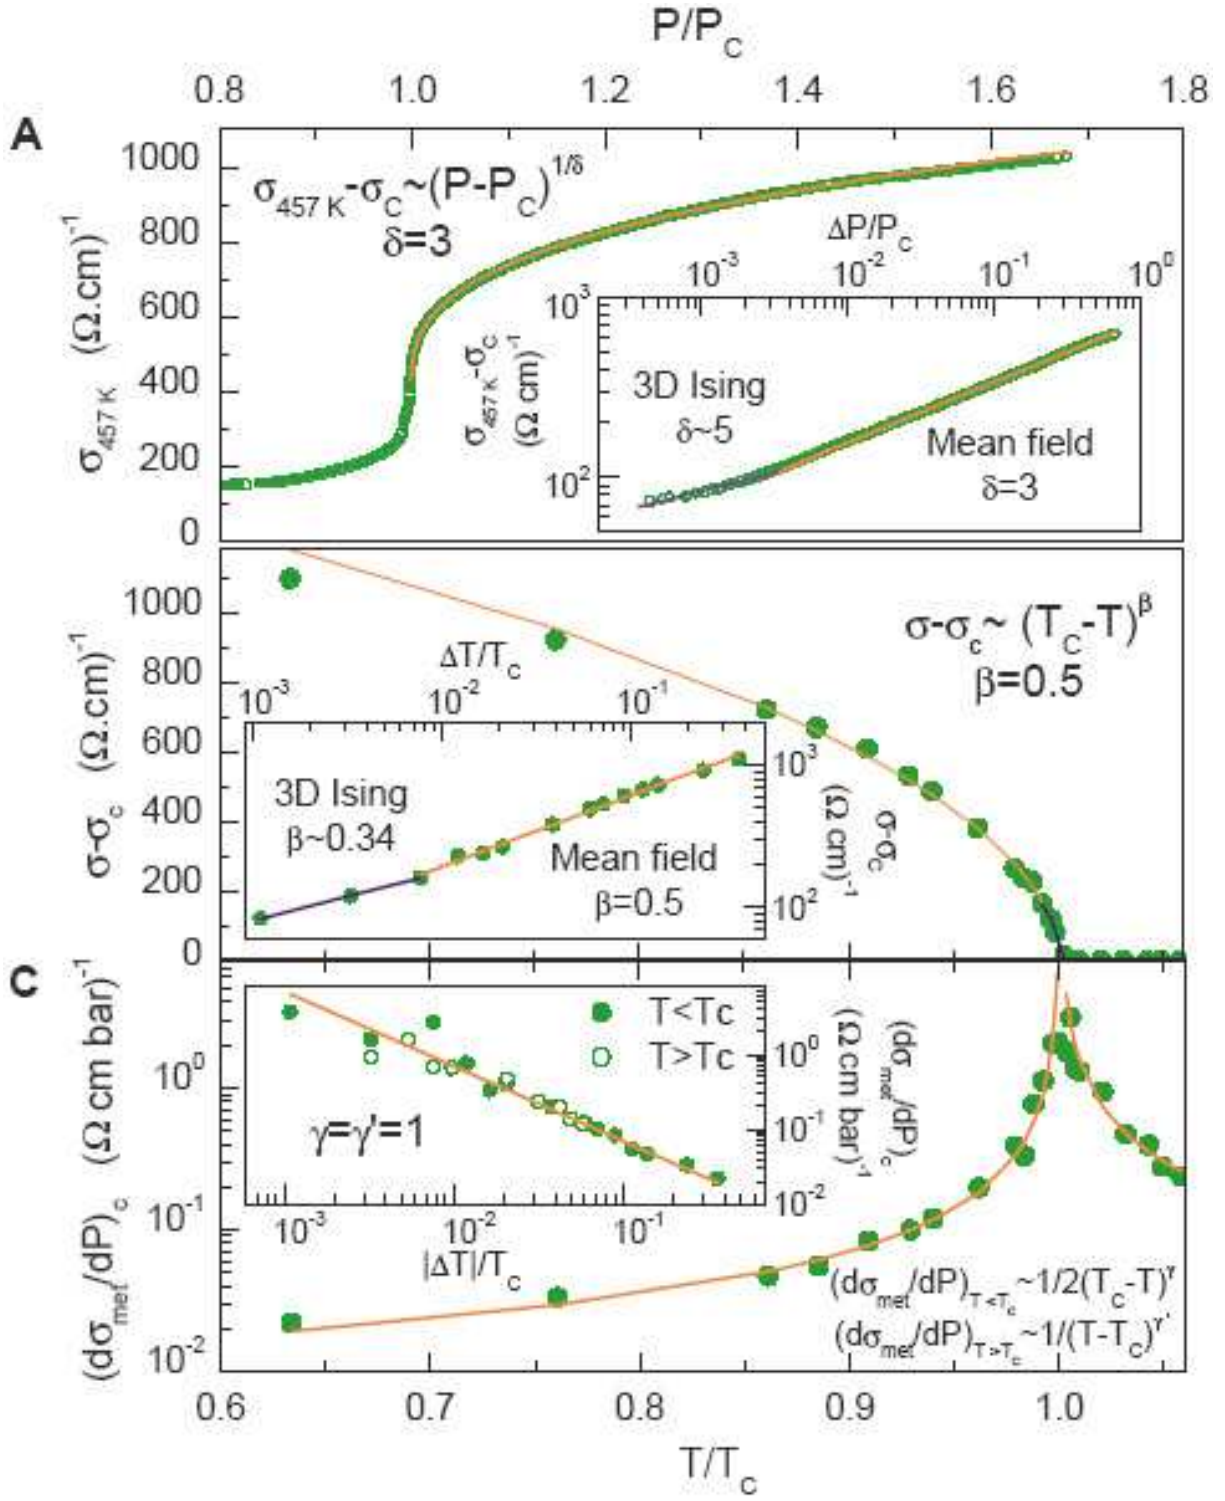 P/P_C
0.8 1.0 1.2 1.4 1.6 1.8
A
σ_457 K-σ_C~(P-P_C)^1/δ
δ=3
1000
800
600
400
200
0
σ_457 K (Ω.cm)^-1
ΔP/P_C
10^-3 10^-2 10^-1 10^0
10^3
10^2
σ_457 K-σ_C
(Ω cm)^-1
3D Ising
δ~5
Mean field
δ=3
σ-σ_c~ (T_C-T)^β
β=0.5
1000
800
600
400
200
0
σ-σ_c (Ω.cm)^-1
ΔT/T_C
10^-3 10^-2 10^-1
3D Ising
β~0.34
Mean field
β=0.5
10^3
10^2
σ-σ_C
(Ω cm)^-1
C
(dσ_met/dP)_c (Ω cm bar)^-1
10^0
10^-1
10^-2
T<Tc
T>Tc
γ=γ'=1
10^0
10^-1
10^-2
(dσ_met/dP)_c
(Ω cm bar)^-1
10^-3 10^-2 10^-1
|ΔT|/T_C
(dσ_met/dP)_T<T_c~1/2(T_C-T)^γ
(dσ_met/dP)_T>T_c~1/(T-T_C)^γ'
0.6 0.7 0.8 0.9 1.0
T/T_C